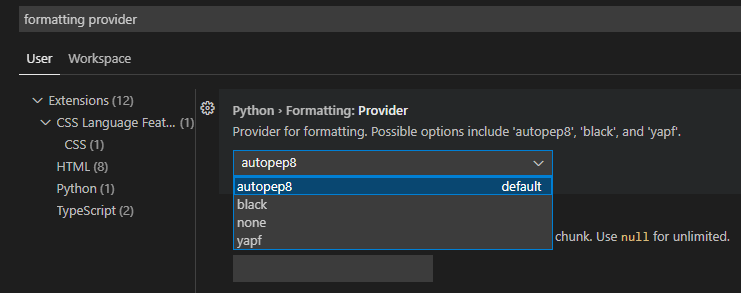 formatting provider
User Workspace
Extensions (12)
CSS Language Feat... (1)
CSS (1)
HTML (8)
Python (1)
TypeScript (2)
Python › Formatting: Provider
Provider for formatting. Possible options include 'autopep8', 'black', and 'yapf'.
autopep8
autopep8 default
black
none
yapf
chunk. Use null for unlimited.